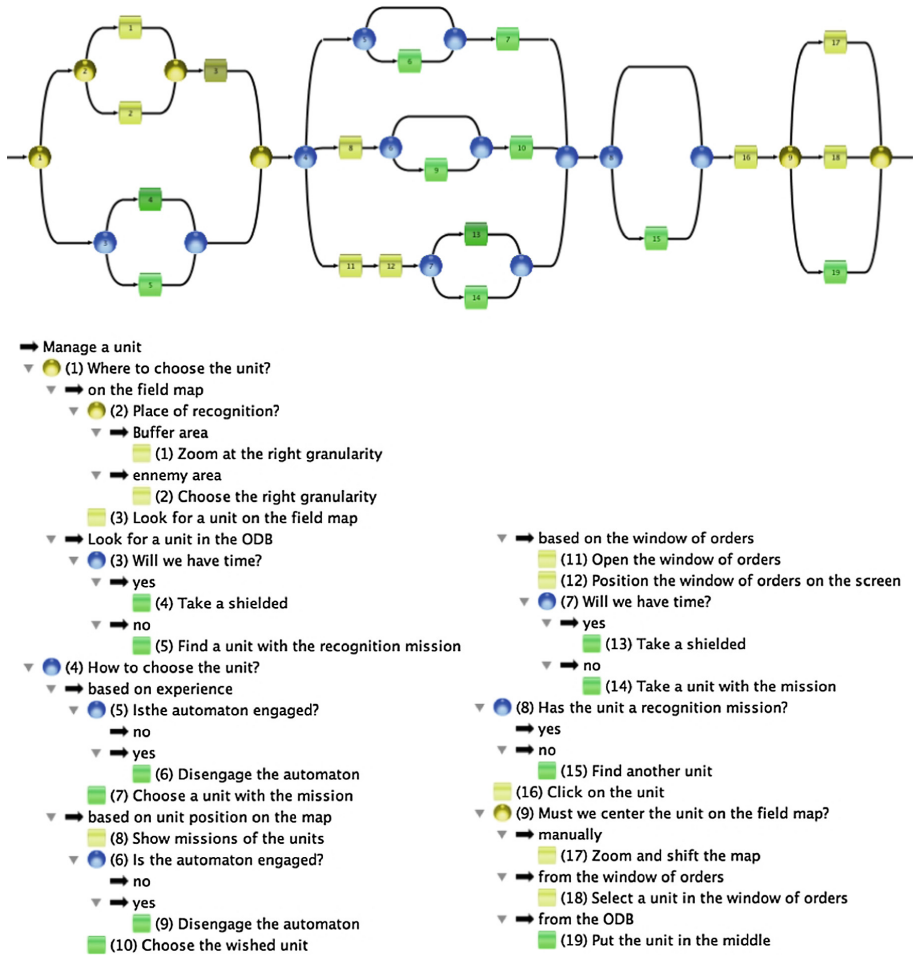 1
5
7
2
3
6
2
1
8
6
10
4
8
16
9
18
9
4
17
13
3
15
11
12
7
5
14
19
Manage a unit
(1) Where to choose the unit?
on the field map
(2) Place of recognition?
Buffer area
(1) Zoom at the right granularity
ennemy area
(2) Choose the right granularity
(3) Look for a unit on the field map
Look for a unit in the ODB
(3) Will we have time?
yes
(4) Take a shielded
no
(5) Find a unit with the recognition mission
(4) How to choose the unit?
based on experience
(5) Isthe automaton engaged?
no
yes
(6) Disengage the automaton
(7) Choose a unit with the mission
based on unit position on the map
(8) Show missions of the units
(6) Is the automaton engaged?
no
yes
(9) Disengage the automaton
(10) Choose the wished unit
based on the window of orders
(11) Open the window of orders
(12) Position the window of orders on the screen
(7) Will we have time?
yes
(13) Take a shielded
no
(14) Take a unit with the mission
(8) Has the unit a recognition mission?
yes
no
(15) Find another unit
(16) Click on the unit
(9) Must we center the unit on the field map?
manually
(17) Zoom and shift the map
from the window of orders
(18) Select a unit in the window of orders
from the ODB
(19) Put the unit in the middle